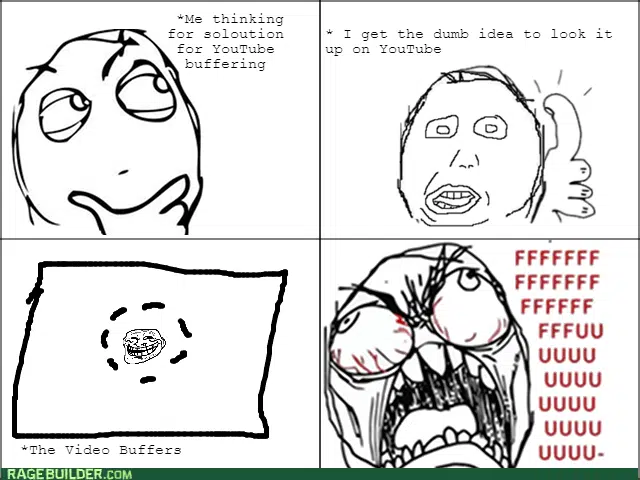 *Me thinking
for soloution
for YouTube
buffering
* I get the dumb idea to look it
up on YouTube
*The Video Buffers
FFFFFFF
FFFFFFF
FFFFFF
FFFUU
UUUU
UUUU
UUUU
UUUU
UUUU-
RAGEBUILDER.COM